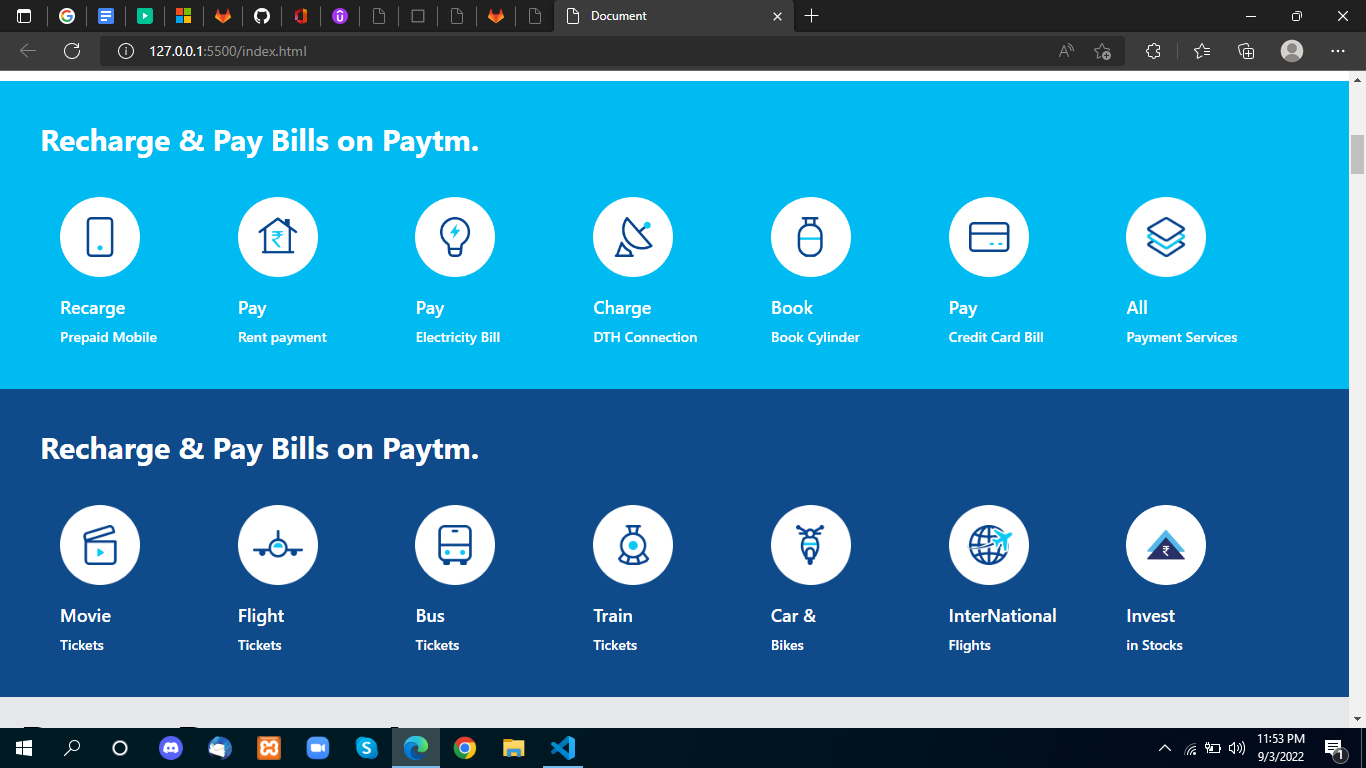 Document
127.0.0.1:5500/index.html
Recharge & Pay Bills on Paytm.
Recarge Pay Pay Charge Book Pay All
Prepaid Mobile Rent payment Electricity Bill DTH Connection Book Cylinder Credit Card Bill Payment Services
Recharge & Pay Bills on Paytm.
Movie Flight Bus Train Car & InterNational Invest
Tickets Tickets Tickets Tickets Bikes Flights in Stocks
11:53 PM
9/3/2022
1